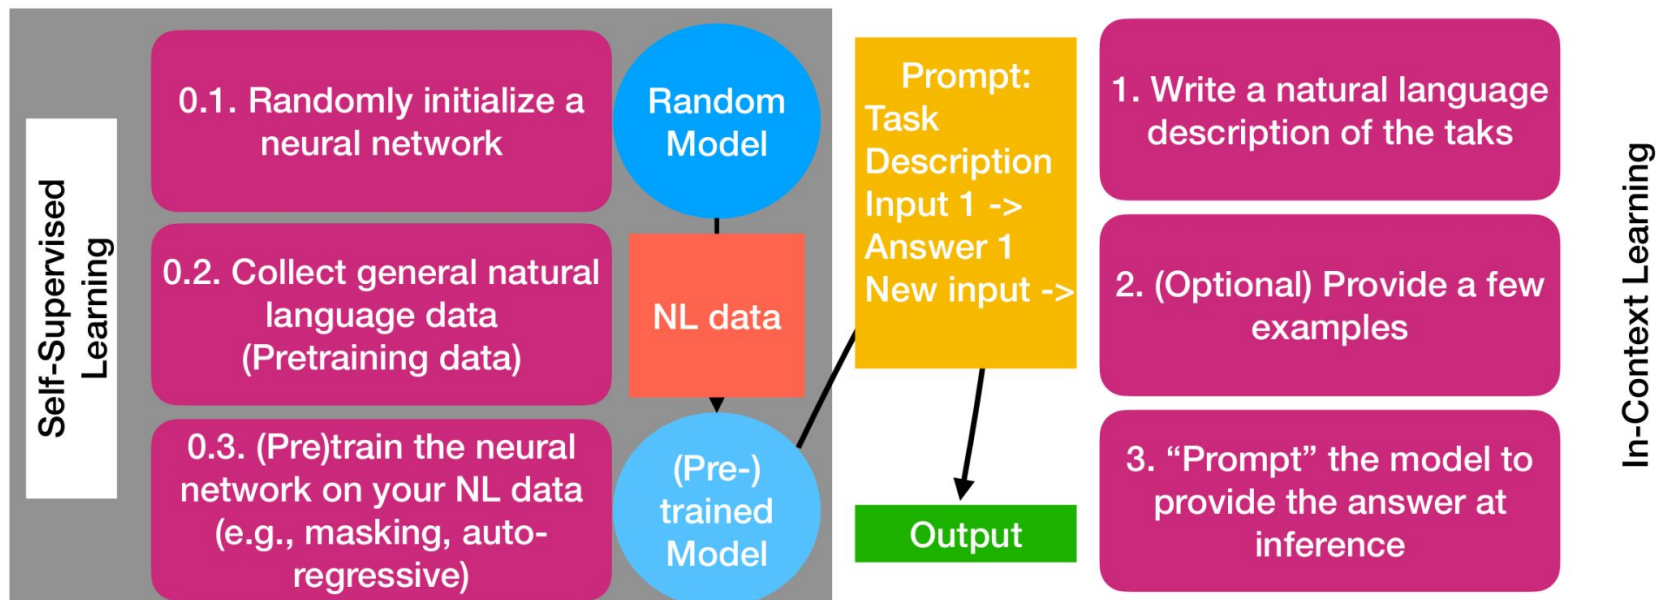 Self-Supervised
Learning
0.1. Randomly initialize a
neural network
Random
Model
0.2. Collect general natural
language data
(Pretraining data)
NL data
0.3. (Pre)train the neural
network on your NL data
(e.g., masking, auto-
regressive)
(Pre-)
trained
Model
Prompt:
Task
Description
Input 1 ->
Answer 1
New input ->
Output
1. Write a natural language
description of the taks
2. (Optional) Provide a few
examples
3. “Prompt” the model to
provide the answer at
inference
In-Context Learning